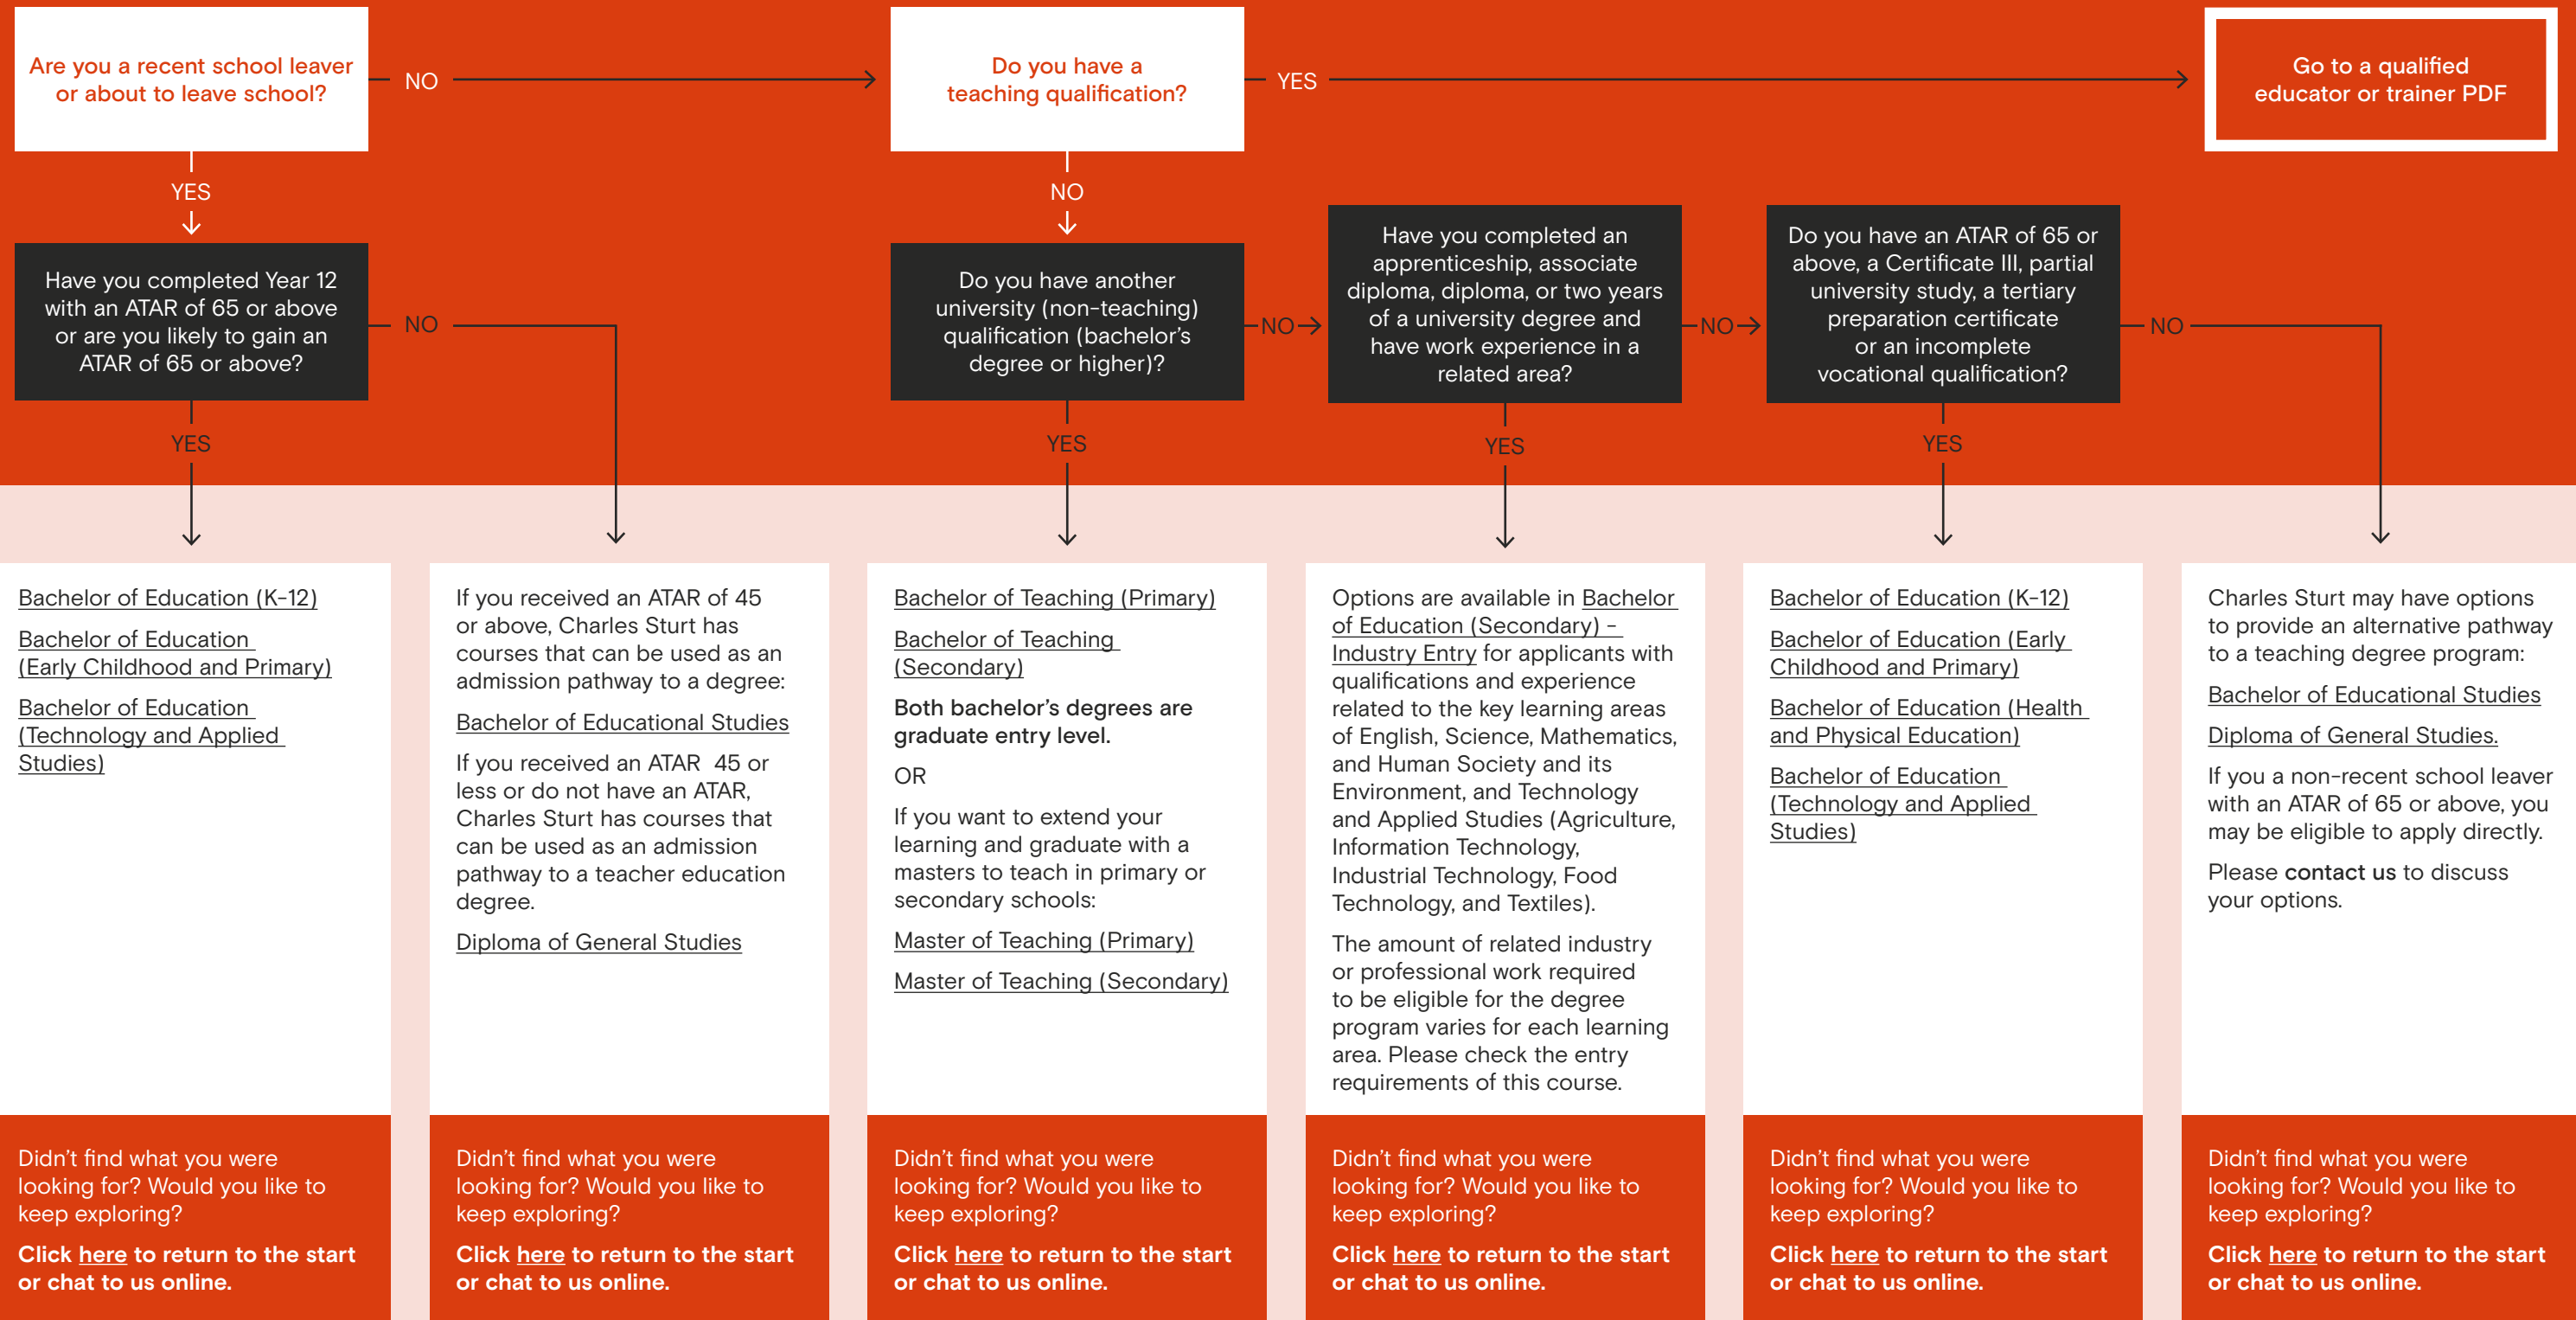 Are you a recent school leaver
or about to leave school?
NO
Do you have a
teaching qualification?
YES
Go to a qualified
educator or trainer PDF
YES
NO
Have you completed Year 12
with an ATAR of 65 or above
or are you likely to gain an
ATAR of 65 or above?
NO
Do you have another
university (non-teaching)
qualification (bachelor’s
degree or higher)?
NO
Have you completed an
apprenticeship, associate
diploma, diploma, or two years
of a university degree and
have work experience in a
related area?
NO
Do you have an ATAR of 65 or
above, a Certificate III, partial
university study, a tertiary
preparation certificate
or an incomplete
vocational qualification?
NO
YES
YES
YES
YES
Bachelor of Education (K-12)
Bachelor of Education
(Early Childhood and Primary)
Bachelor of Education
(Technology and Applied
Studies)
If you received an ATAR of 45
or above, Charles Sturt has
courses that can be used as an
admission pathway to a degree:
Bachelor of Educational Studies
If you received an ATAR  45 or
less or do not have an ATAR,
Charles Sturt has courses that
can be used as an admission
pathway to a teacher education
degree.
Diploma of General Studies
Bachelor of Teaching (Primary)
Bachelor of Teaching
(Secondary)
Both bachelor’s degrees are
graduate entry level.
OR
If you want to extend your
learning and graduate with a
masters to teach in primary or
secondary schools:
Master of Teaching (Primary)
Master of Teaching (Secondary)
Options are available in Bachelor
of Education (Secondary) -
Industry Entry for applicants with
qualifications and experience
related to the key learning areas
of English, Science, Mathematics,
and Human Society and its
Environment, and Technology
and Applied Studies (Agriculture,
Information Technology,
Industrial Technology, Food
Technology, and Textiles).
The amount of related industry
or professional work required
to be eligible for the degree
program varies for each learning
area. Please check the entry
requirements of this course.
Bachelor of Education (K-12)
Bachelor of Education (Early
Childhood and Primary)
Bachelor of Education (Health
and Physical Education)
Bachelor of Education
(Technology and Applied
Studies)
Charles Sturt may have options
to provide an alternative pathway
to a teaching degree program:
Bachelor of Educational Studies
Diploma of General Studies.
If you a non-recent school leaver
with an ATAR of 65 or above, you
may be eligible to apply directly.
Please contact us to discuss
your options.
Didn’t find what you were
looking for? Would you like to
keep exploring?
Click here to return to the start
or chat to us online.
Didn’t find what you were
looking for? Would you like to
keep exploring?
Click here to return to the start
or chat to us online.
Didn’t find what you were
looking for? Would you like to
keep exploring?
Click here to return to the start
or chat to us online.
Didn’t find what you were
looking for? Would you like to
keep exploring?
Click here to return to the start
or chat to us online.
Didn’t find what you were
looking for? Would you like to
keep exploring?
Click here to return to the start
or chat to us online.
Didn’t find what you were
looking for? Would you like to
keep exploring?
Click here to return to the start
or chat to us online.